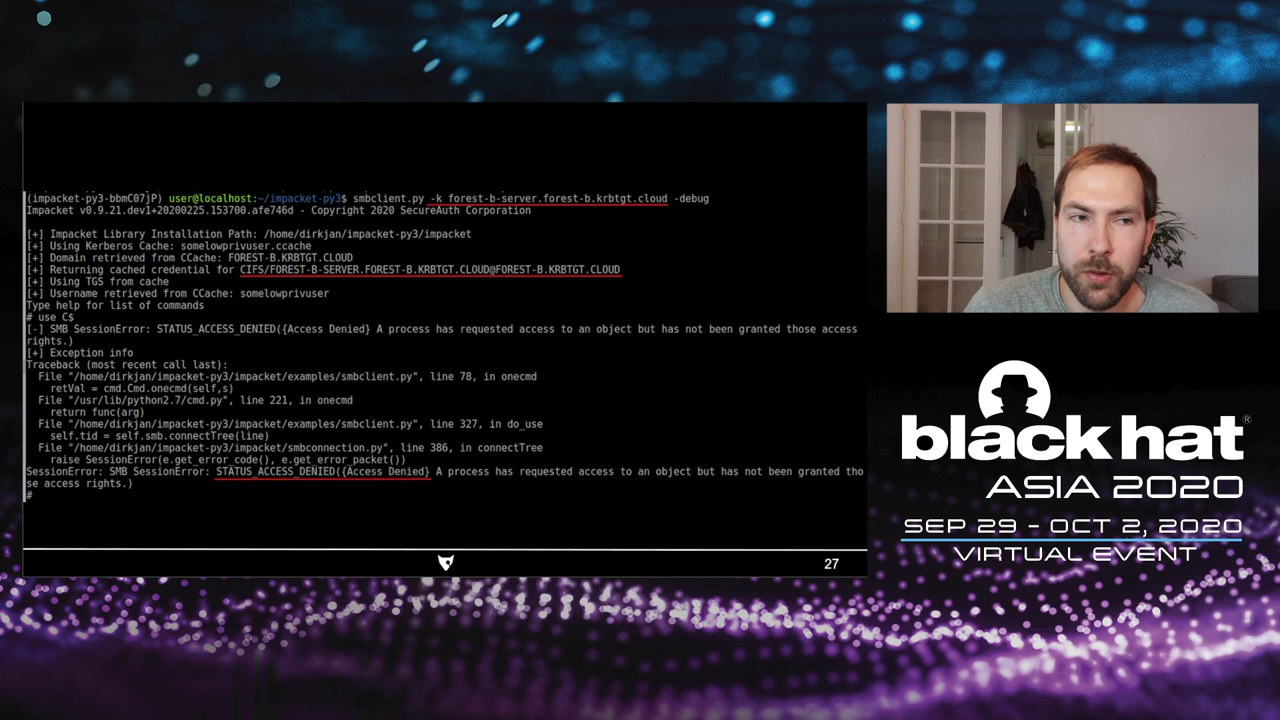 (impacket-py3-bbmC07jP) user@localhost:~/impacket-py3$ smbclient.py -k forest-b-server.forest-b.krbtgt.cloud -debug
Impacket v0.9.21.dev1+20200225.153700.afe746d - Copyright 2020 SecureAuth Corporation
[+] Impacket Library Installation Path: /home/dirkjan/impacket-py3/impacket
[+] Using Kerberos Cache: somelowprivuser.ccache
[+] Domain retrieved from CCache: FOREST-B.KRBTGT.CLOUD
[+] Returning cached credential for CIFS/FOREST-B-SERVER.FOREST-B.KRBTGT.CLOUD@FOREST-B.KRBTGT.CLOUD
[+] Using TGS from cache
[+] Username retrieved from CCache: somelowprivuser
Type help for list of commands
# use C$
[-] SMB SessionError: STATUS_ACCESS_DENIED({Access Denied} A process has requested access to an object but has not been granted those access
rights.)
[+] Exception info
Traceback (most recent call last):
  File "/home/dirkjan/impacket-py3/impacket/examples/smbclient.py", line 78, in onecmd
    retVal = cmd.Cmd.onecmd(self,s)
  File "/usr/lib/python2.7/cmd.py", line 221, in onecmd
    return func(arg)
  File "/home/dirkjan/impacket-py3/impacket/examples/smbclient.py", line 327, in do_use
    self.tid = self.smb.connectTree(line)
  File "/home/dirkjan/impacket-py3/impacket/smbconnection.py", line 386, in connectTree
    raise SessionError(e.get_error_code(), e.get_error_packet())
SessionError: SMB SessionError: STATUS_ACCESS_DENIED({Access Denied} A process has requested access to an object but has not been granted tho
se access rights.)
#
27
black hat®
ASIA 2020
SEP 29 - OCT 2, 2020
VIRTUAL EVENT